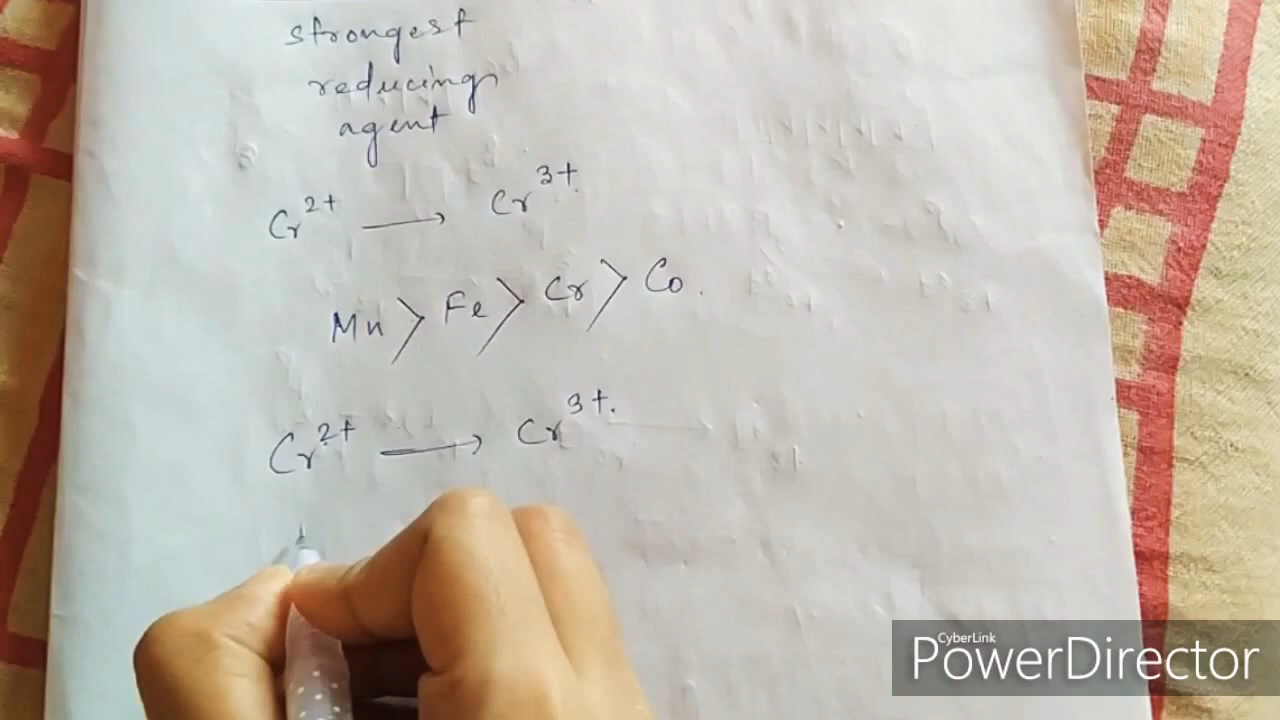 strongest
reducing
agent
Cr²⁺ → Cr³⁺
Mn > Fe > Cr > Co.
Cr²⁺ → Cr³⁺.
CyberLink
PowerDirector